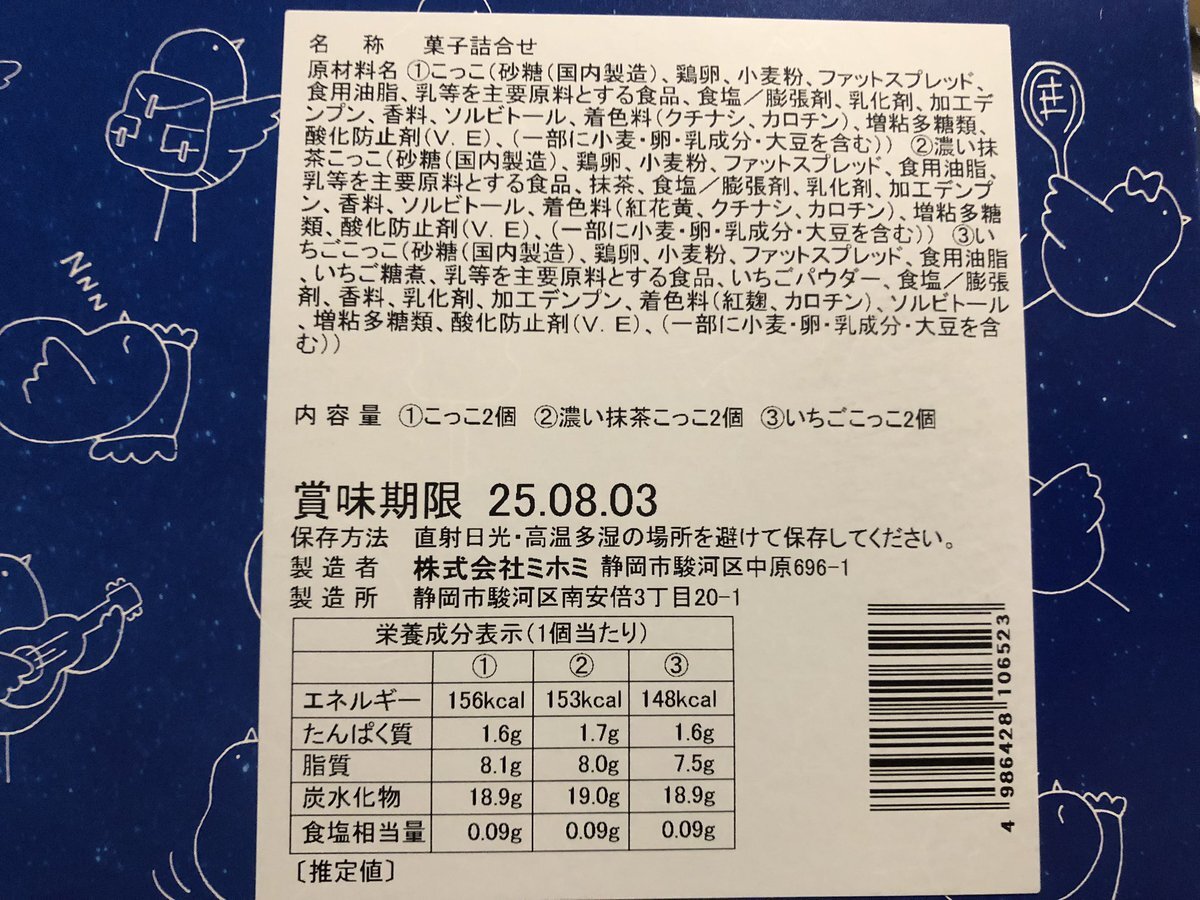 名称 菓子詰合せ
原材料名 ①こっこ(砂糖(国内製造)、鶏卵、小麦粉、ファットスプレッド、
食用油脂、乳等を主要原料とする食品、食塩／膨張剤、乳化剤、加工デ
ンプン、香料、ソルビトール、着色料(クチナシ、カロチン)、増粘多糖類、
酸化防止剤(V.E)、(一部に小麦・卵・乳成分・大豆を含む)) ②濃い抹
茶こっこ(砂糖(国内製造)、鶏卵、小麦粉、ファットスプレッド、食用油脂、
乳等を主要原料とする食品、抹茶、食塩／膨張剤、乳化剤、加工デンプ
ン、香料、ソルビトール、着色料(紅花黄、クチナシ、カロチン)、増粘多糖
類、酸化防止剤(V.E)、(一部に小麦・卵・乳成分・大豆を含む)) ③い
ちごこっこ(砂糖(国内製造)、鶏卵、小麦粉、ファットスプレッド、食用油脂
、いちご糖煮、乳等を主要原料とする食品、いちごパウダー、食塩／膨張
剤、香料、乳化剤、加工デンプン、着色料(紅麹、カロチン)、ソルビトール
、増粘多糖類、酸化防止剤(V.E)、(一部に小麦・卵・乳成分・大豆を含
む))
内容量 ①こっこ2個 ②濃い抹茶こっこ2個 ③いちごこっこ2個
賞味期限 25.08.03
保存方法 直射日光・高温多湿の場所を避けて保存してください。
製造者 株式会社ミホミ 静岡市駿河区中原696-1
製造所 静岡市駿河区南安倍3丁目20-1
栄養成分表示(1個当たり)
① ② ③
エネルギー 156kcal 153kcal 148kcal
たんぱく質 1.6g 1.7g 1.6g
脂質 8.1g 8.0g 7.5g
炭水化物 18.9g 19.0g 18.9g
食塩相当量 0.09g 0.09g 0.09g
〔推定値〕
4 986428 106523
ZZZZ